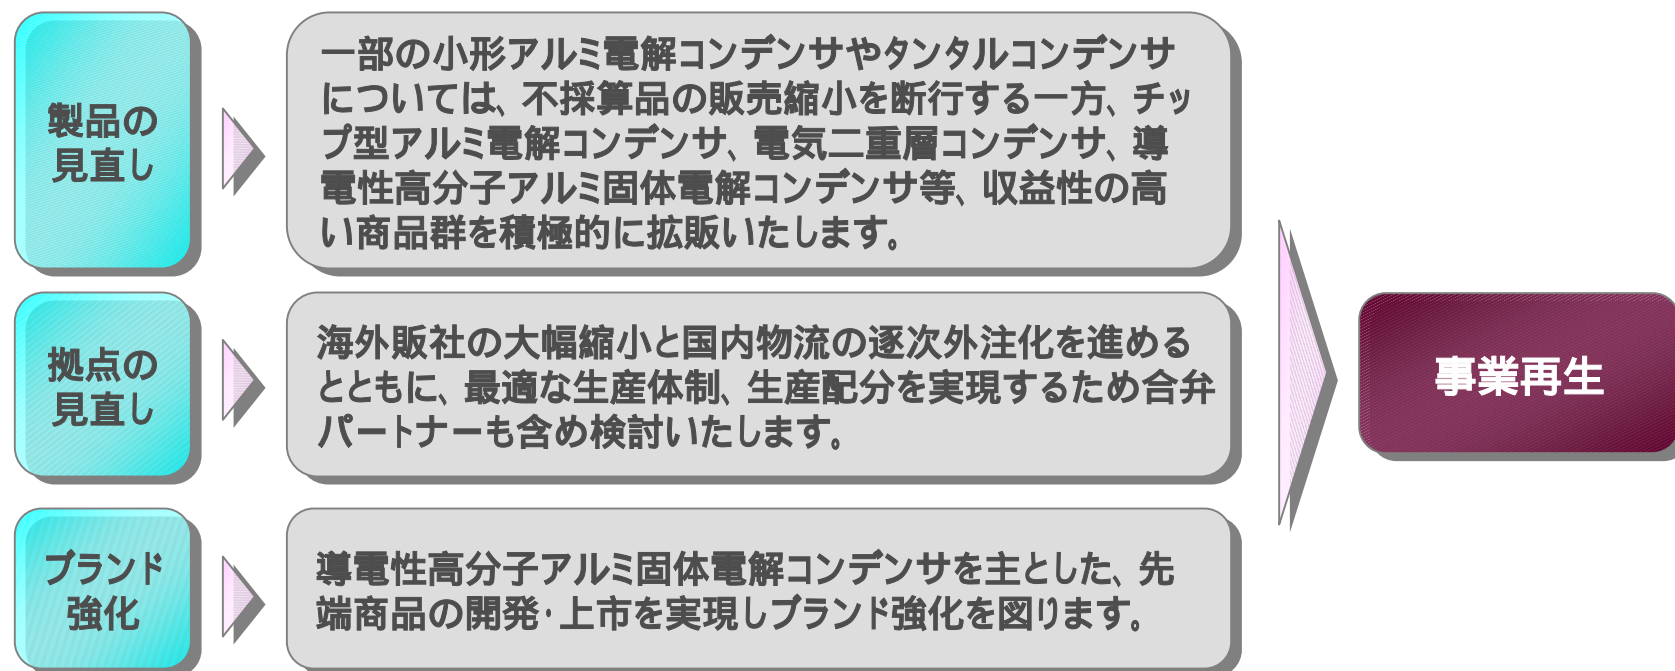 製品の
見直し
一部の小形アルミ電解コンデンサやタンタルコンデンサ
については、不採算品の販売縮小を断行する一方、チッ
プ型アルミ電解コンデンサ、電気二重層コンデンサ、導
電性高分子アルミ固体電解コンデンサ等、収益性の高
い商品群を積極的に拡販いたします。
拠点の
見直し
海外販社の大幅縮小と国内物流の逐次外注化を進める
とともに、最適な生産体制、生産配分を実現するため合弁
パートナーも含め検討いたします。
ブランド
強化
導電性高分子アルミ固体電解コンデンサを主とした、先
端商品の開発・上市を実現しブランド強化を図ります。
事業再生